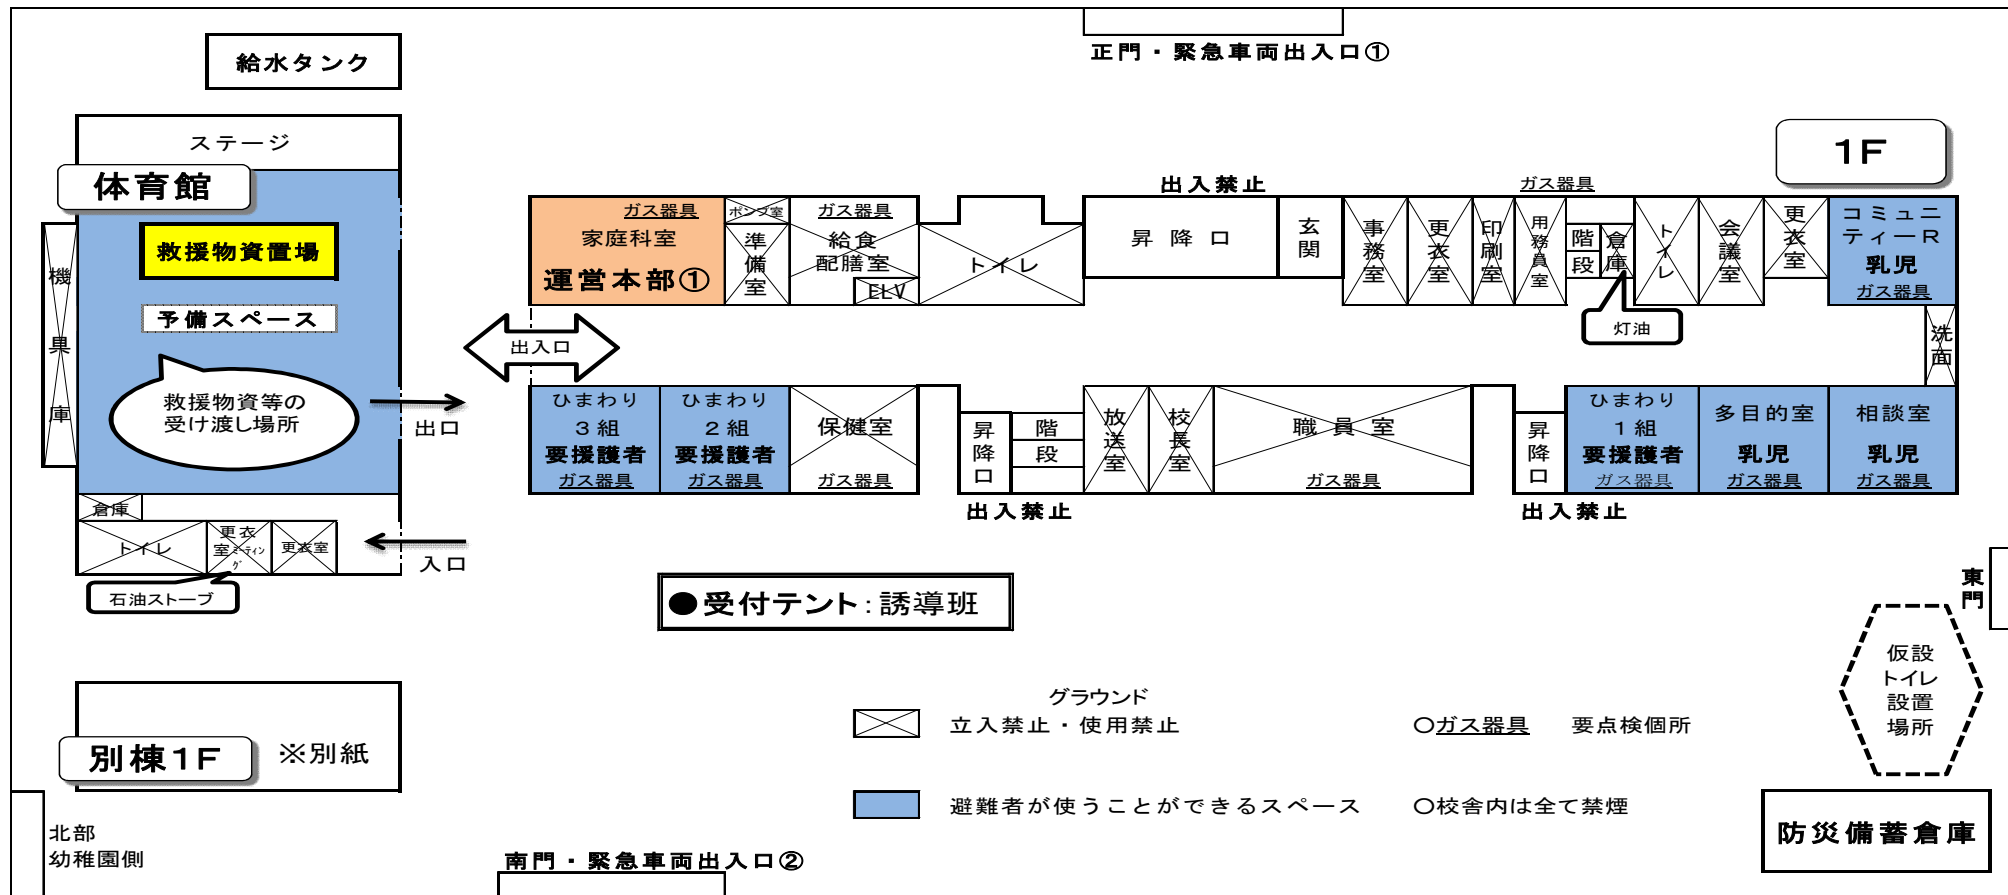 正門・緊急車両出入口①
給水タンク
ステージ
体育館
救援物資置場
予備スペース
救援物資等の
受け渡し場所
機具庫
出口
倉庫
トイレ
更衣
室ミーティン
グ
更衣室
入口
石油ストーブ
1F
出入禁止
ガス器具
ガス器具
家庭科室
運営本部①
ポンプ室
準備室
ガス器具
給食
配膳室
ELV
トイレ
昇降口
玄関
事務室
更衣室
印刷室
用務員室
階段
倉庫
灯油
トイレ
会議室
更衣室
コミュニ
ティーR
乳児
ガス器具
洗面
出入口
ひまわり
3組
要援護者
ガス器具
ひまわり
2組
要援護者
ガス器具
保健室
ガス器具
昇降口
階段
放送室
校長室
職員室
ガス器具
昇降口
ひまわり
1組
要援護者
ガス器具
多目的室
乳児
ガス器具
相談室
乳児
ガス器具
出入禁止
出入禁止
●受付テント:誘導班
東門
仮設
トイレ
設置
場所
グラウンド
立入禁止・使用禁止
○ガス器具 要点検個所
避難者が使うことができるスペース
○校舎内は全て禁煙
別棟1F
※別紙
北部
幼稚園側
南門・緊急車両出入口②
防災備蓄倉庫